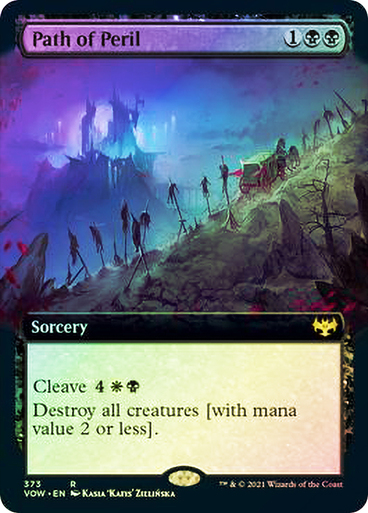 Path of Peril 1
Sorcery
Cleave 4
Destroy all creatures [with mana
value 2 or less].
373 R
VOW • EN Kasia 'Kafis' Zielińska ™ & © 2021 Wizards of the Coast